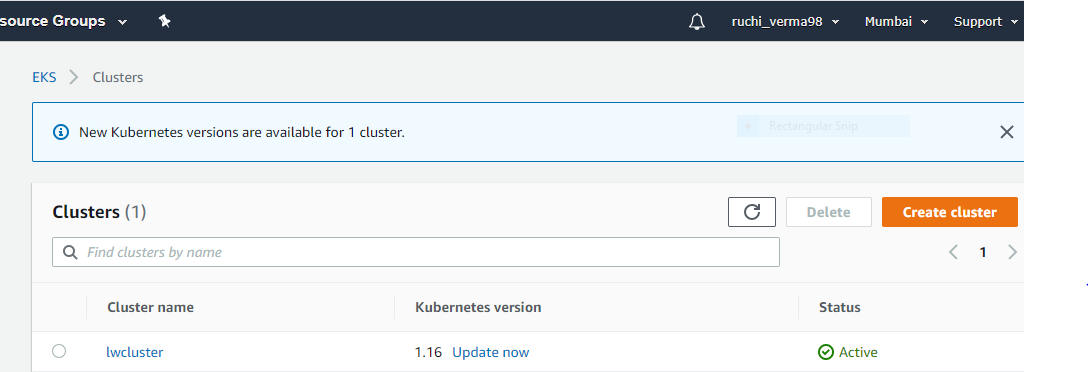 source Groups ruchi_verma98 Mumbai Support
EKS > Clusters
New Kubernetes versions are available for 1 cluster.
Rectangular Snip
Clusters (1) Delete Create cluster
Find clusters by name 1
Cluster name Kubernetes version Status
lwcluster 1.16 Update now Active